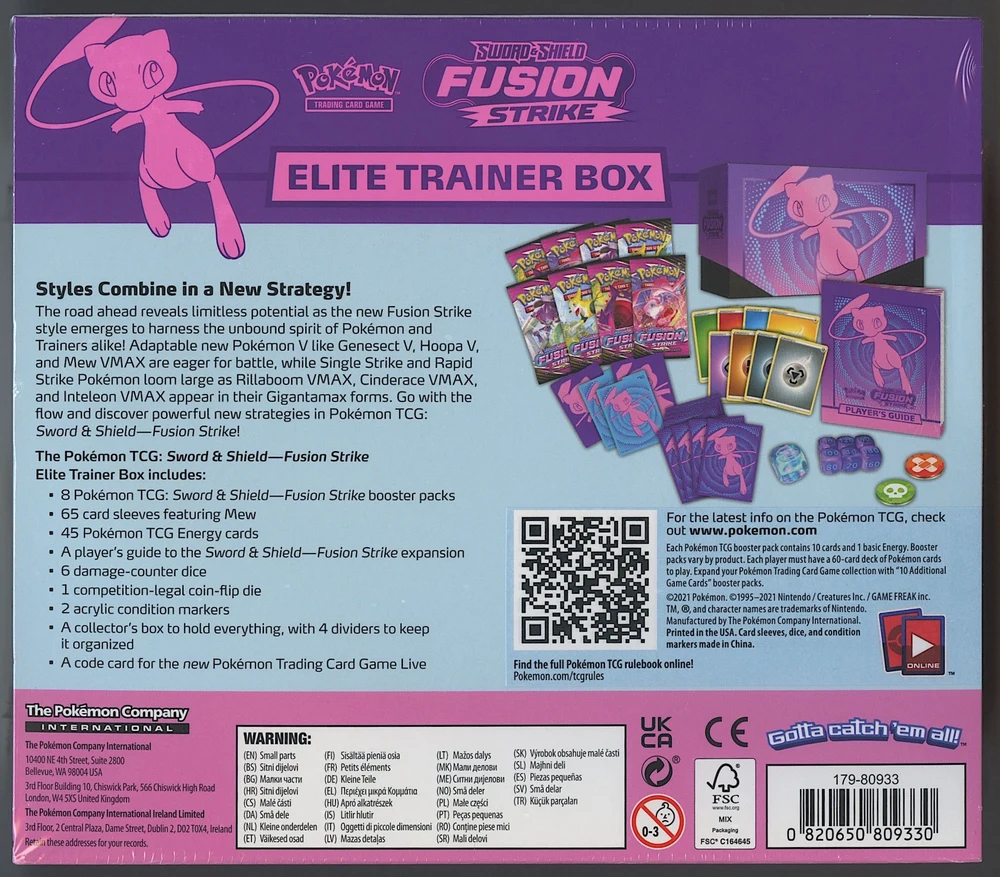 POKéMON
TRADING CARD GAME
SWORD & SHIELD
FUSION
STRIKE
ELITE TRAINER BOX
Styles Combine in a New Strategy!
The road ahead reveals limitless potential as the new Fusion Strike
style emerges to harness the unbound spirit of Pokémon and
Trainers alike! Adaptable new Pokémon V like Genesect V, Hoopa V,
and Mew VMAX are eager for battle, while Single Strike and Rapid
Strike Pokémon loom large as Rillaboom VMAX, Cinderace VMAX,
and Inteleon VMAX appear in their Gigantamax forms. Go with the
flow and discover powerful new strategies in Pokémon TCG:
Sword & Shield—Fusion Strike!
The Pokémon TCG: Sword & Shield—Fusion Strike
Elite Trainer Box includes:
▪ 8 Pokémon TCG: Sword & Shield—Fusion Strike booster packs
▪ 65 card sleeves featuring Mew
▪ 45 Pokémon TCG Energy cards
▪ A player's guide to the Sword & Shield—Fusion Strike expansion
▪ 6 damage-counter dice
▪ 1 competition-legal coin-flip die
▪ 2 acrylic condition markers
▪ A collector's box to hold everything, with 4 dividers to keep
it organized
▪ A code card for the new Pokémon Trading Card Game Live
POKéMON
FUSION
STRIKE
FUSION
STRIKE
PLAYER'S GUIDE
For the latest info on the Pokémon TCG, check
out www.pokemon.com
Each Pokémon TCG booster pack contains 10 cards and 1 basic Energy. Booster
packs vary by product. Each player must have a 60-card deck of Pokémon cards
to play. Expand your Pokémon Trading Card Game collection with "10 Additional
Game Cards" booster packs.
©2021 Pokémon. ©1995–2021 Nintendo / Creatures Inc. / GAME FREAK inc.
TM, ®, and character names are trademarks of Nintendo.
Manufactured by The Pokémon Company International.
Printed in the USA. Card sleeves, dice, and condition
markers made in China.
ONLINE
TM
Find the full Pokémon TCG rulebook online!
Pokemon.com/tcgrules
The Pokémon Company
INTERNATIONAL
The Pokémon Company International
10400 NE 4th Street, Suite 2800
Bellevue, WA 98004 USA
3rd Floor Building 10, Chiswick Park, 566 Chiswick High Road
London, W4 5XS United Kingdom
The Pokémon Company International Ireland Limited
3rd Floor, 2 Central Plaza, Dame Street, Dublin 2, D02 T0X4, Ireland
Retain these addresses for your records.
WARNING:
(EN) Small parts
(BS) Sitni dijelovi
(BG) Малки части
(HR) Sitni dijelovi
(CS) Malé části
(DA) Små dele
(NL) Kleine onderdelen
(ET) Väikesed osad
(FI) Sisältää pieniä osia
(FR) Petits éléments
(DE) Kleine Teile
(EL) Περιέχει μικρά Κομμάτια
(HU) Apró alkatrészek
(IS) Litlir hlutir
(IT) Oggetti di piccole dimensioni
(LV) Mazas detaļas
(LT) Mažos dalys
(MK) Мали делови
(ME) Ситни дијелови
(NO) Små deler
(PL) Małe części
(PT) Peças pequenas
(RO) Conține piese mici
(SR) Mali delovi
(SK) Výrobok obsahuje malé časti
(SL) Majhni deli
(ES) Piezas pequeñas
(SV) Små delar
(TR) Küçük parçaları
UK
CA
CE
®
0-3
FSC
www.fsc.org
MIX
Packaging
FSC® C164645
Gotta catch 'em all!
179-80933
0 820650 809330